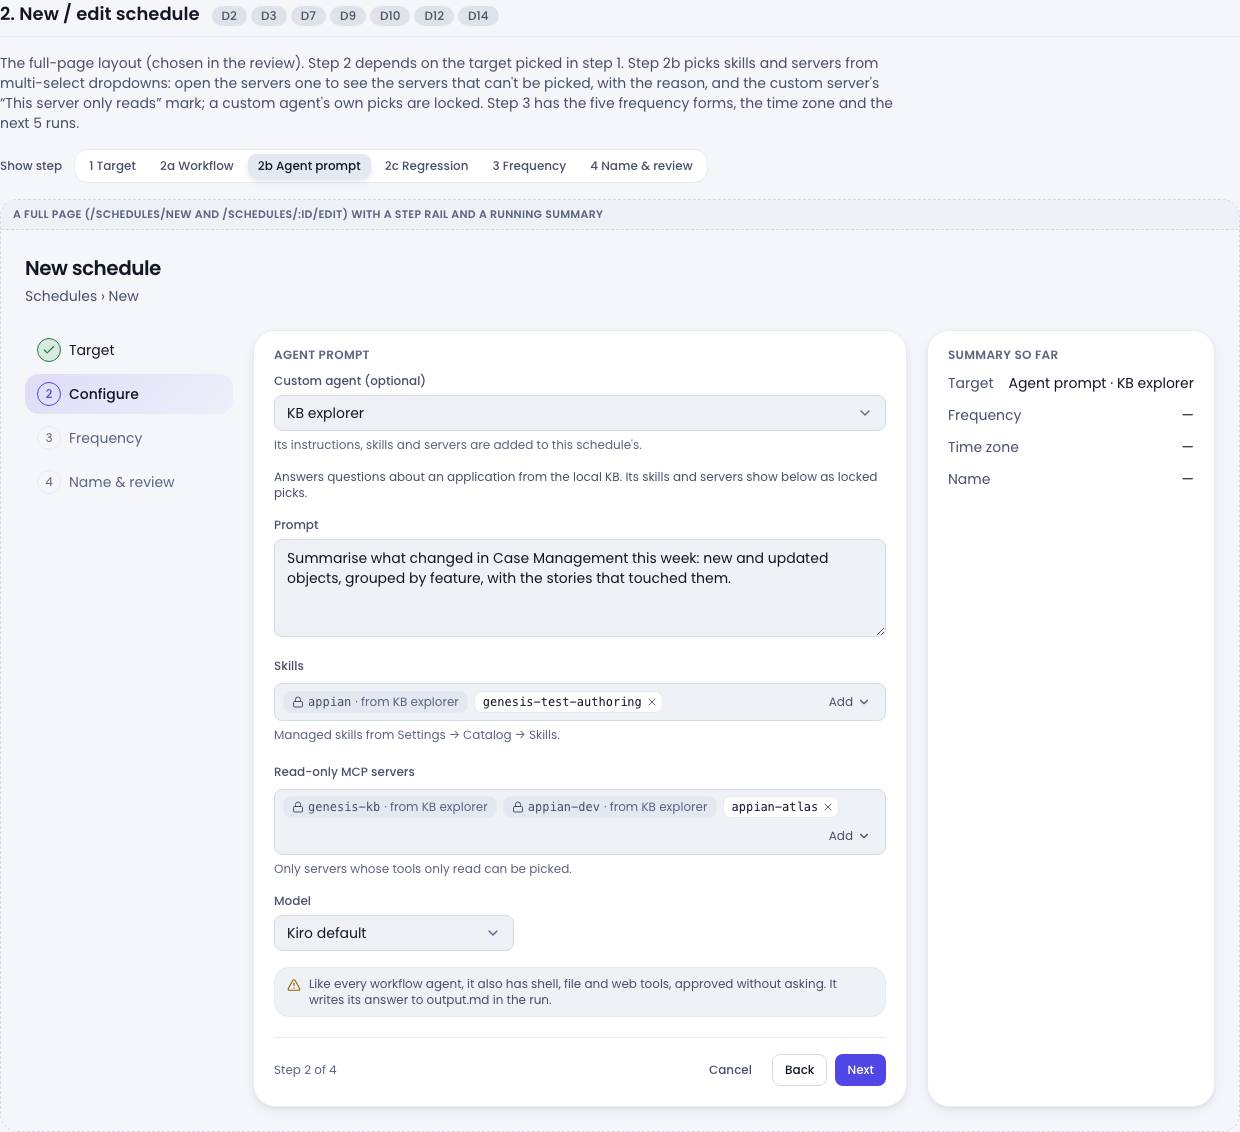 2. New / edit schedule D2 D3 D7 D9 D10 D12 D14
The full-page layout (chosen in the review). Step 2 depends on the target picked in step 1. Step 2b picks skills and servers from
multi-select dropdowns: open the servers one to see the servers that can't be picked, with the reason, and the custom server's
“This server only reads” mark; a custom agent's own picks are locked. Step 3 has the five frequency forms, the time zone and the
next 5 runs.
Show step 1 Target 2a Workflow 2b Agent prompt 2c Regression 3 Frequency 4 Name & review
A FULL PAGE (/SCHEDULES/NEW AND /SCHEDULES/:ID/EDIT) WITH A STEP RAIL AND A RUNNING SUMMARY
New schedule
Schedules › New
Target
2 Configure
3 Frequency
4 Name & review
AGENT PROMPT
Custom agent (optional)
KB explorer
Its instructions, skills and servers are added to this schedule's.
Answers questions about an application from the local KB. Its skills and servers show below as locked
picks.
Prompt
Summarise what changed in Case Management this week: new and updated
objects, grouped by feature, with the stories that touched them.
Skills
appian · from KB explorer genesis-test-authoring × Add
Managed skills from Settings → Catalog → Skills.
Read-only MCP servers
genesis-kb · from KB explorer appian-dev · from KB explorer appian-atlas ×
Add
Only servers whose tools only read can be picked.
Model
Kiro default
Like every workflow agent, it also has shell, file and web tools, approved without asking. It
writes its answer to output.md in the run.
Step 2 of 4 Cancel Back Next
SUMMARY SO FAR
Target Agent prompt · KB explorer
Frequency —
Time zone —
Name —